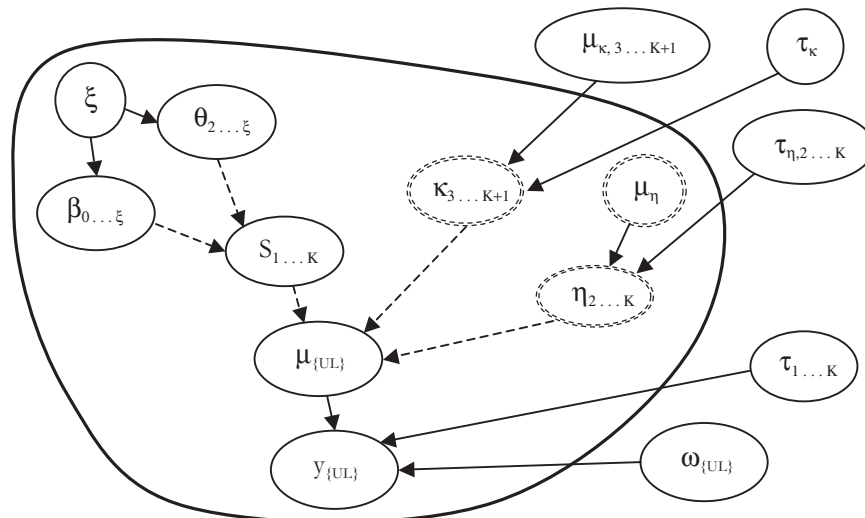 μκ, 3 . . . K+1
τκ
ξ
θ2 . . . ξ
τη,2 . . . K
κ3 . . . K+1
μη
β0 . . . ξ
S1 . . . K
η2 . . . K
μ{UL}
τ1 . . . K
y{UL}
ω{UL}